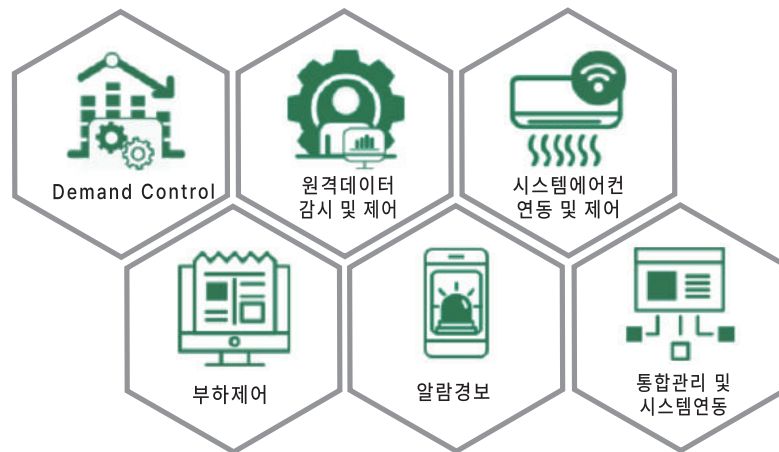 Demand Control
원격데이터
감시 및 제어
시스템에어컨
연동 및 제어
부하제어
알람경보
통합관리 및
시스템연동